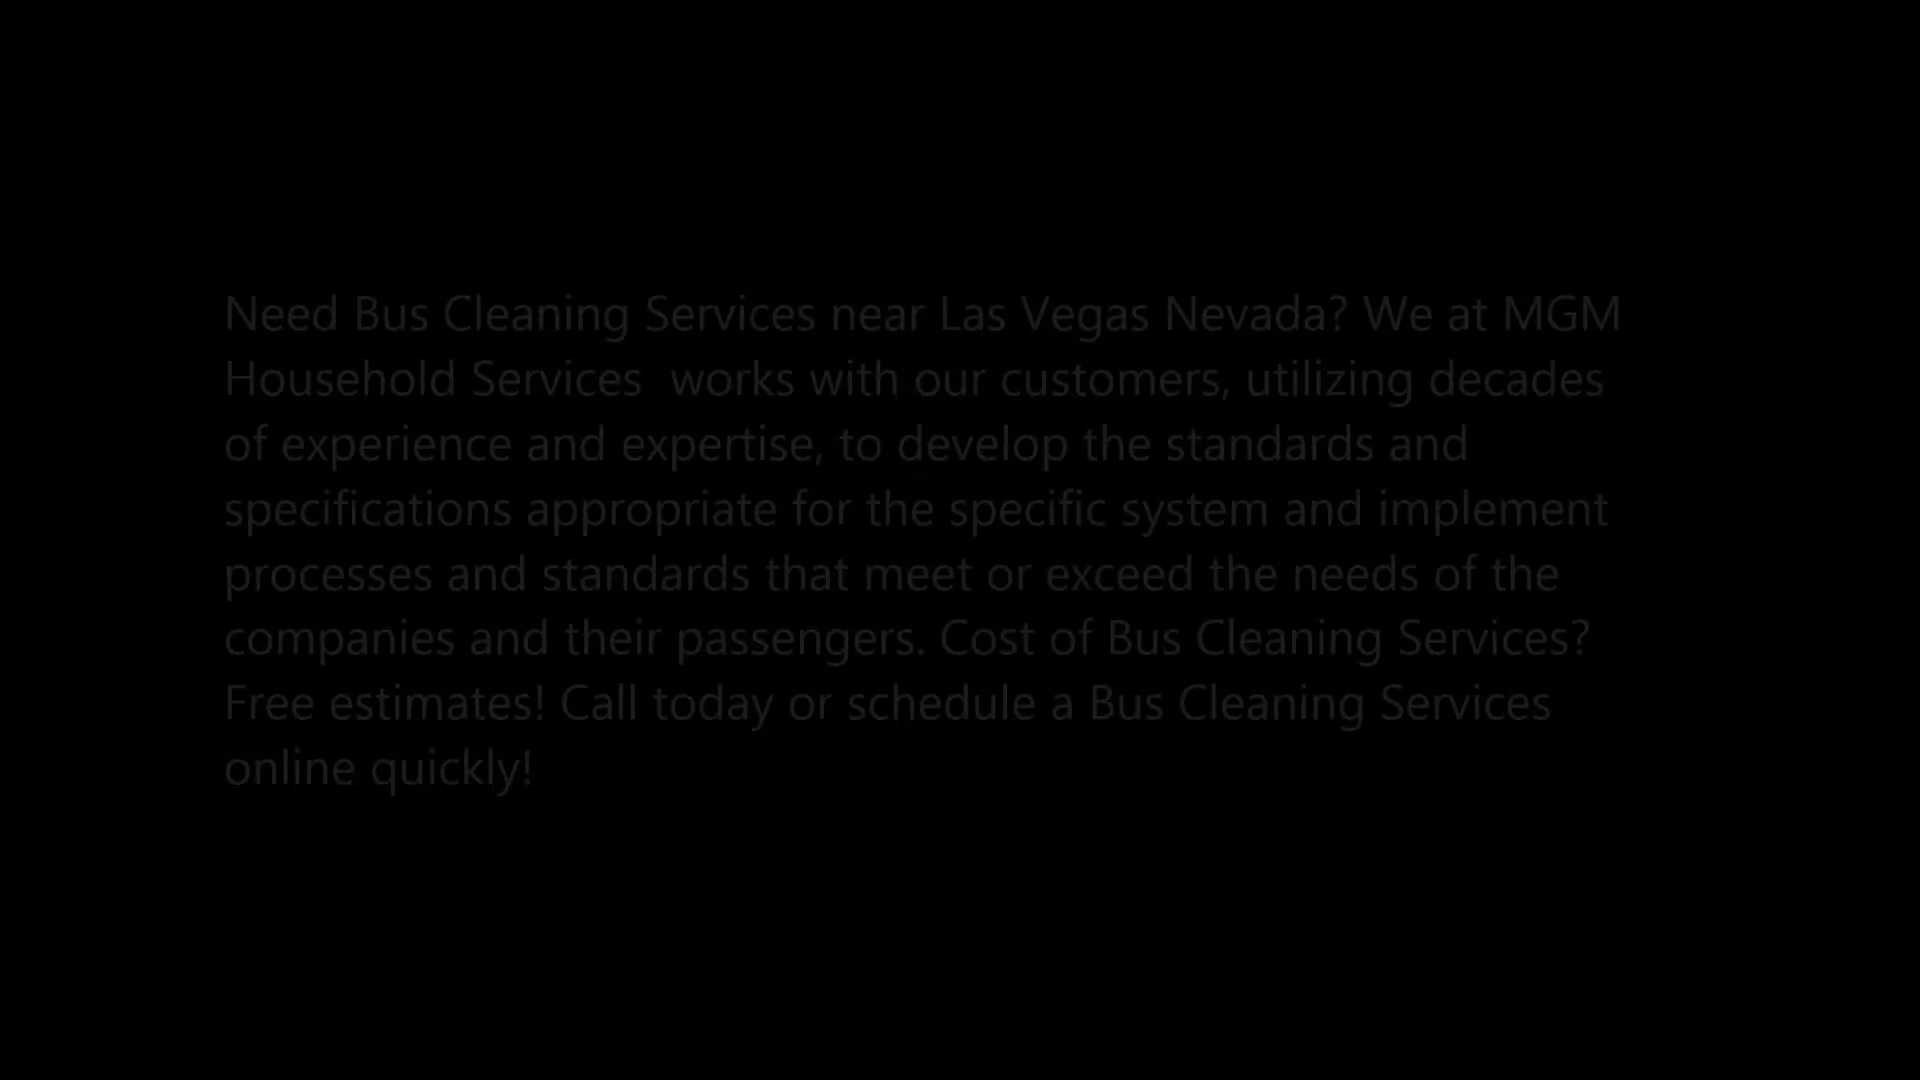 Need Bus Cleaning Services near Las Vegas Nevada? We at MGM
Household Services  works with our customers, utilizing decades
of experience and expertise, to develop the standards and
specifications appropriate for the specific system and implement
processes and standards that meet or exceed the needs of the
companies and their passengers. Cost of Bus Cleaning Services?
Free estimates! Call today or schedule a Bus Cleaning Services
online quickly!